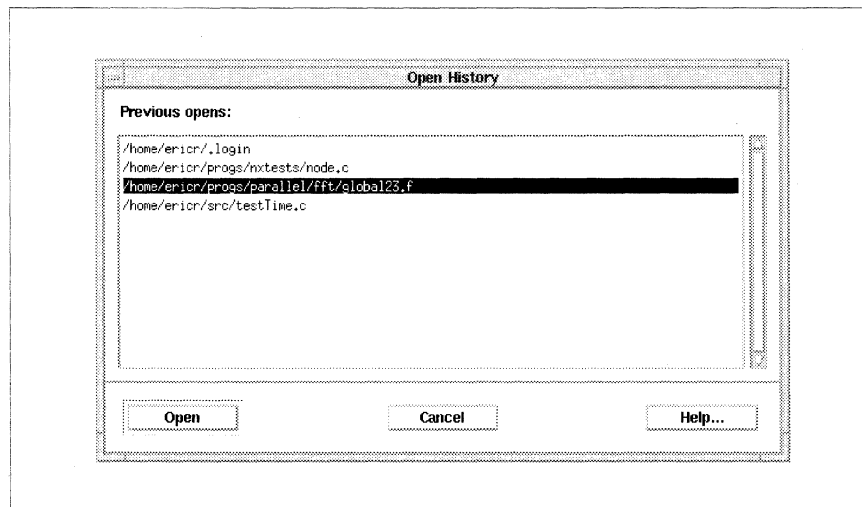 Open History
Previous opens:
/home/ericr/.login
/home/ericr/progs/nxtests/node.c
/home/ericr/progs/parallel/fft/global23.f
/home/ericr/src/testTime.c
Open Cancel Help...